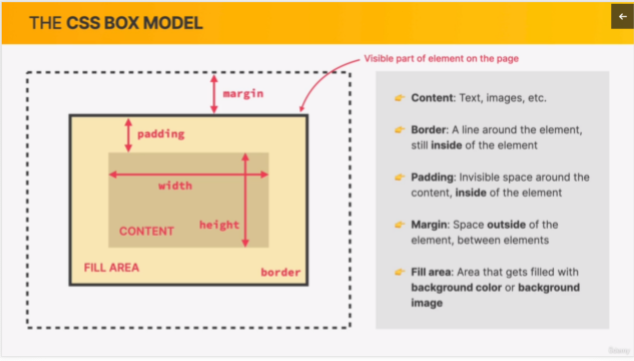 THE CSS BOX MODEL
Visible part of element on the page
margin
padding
width
height
CONTENT
FILL AREA
border
Content: Text, images, etc.
Border: A line around the element,
still inside of the element
Padding: Invisible space around the
content, inside of the element
Margin: Space outside of the
element, between elements
Fill area: Area that gets filled with
background color or background
image